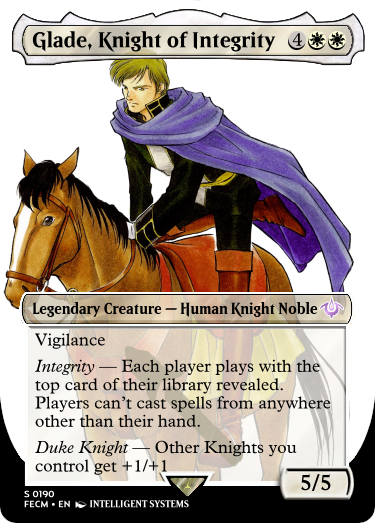 Glade, Knight of Integrity 4
Legendary Creature — Human Knight Noble
Vigilance
Integrity — Each player plays with the
top card of their library revealed.
Players can't cast spells from anywhere
other than their hand.
Duke Knight — Other Knights you
control get +1/+1
5/5
S 0190
FECM • EN INTELLIGENT SYSTEMS